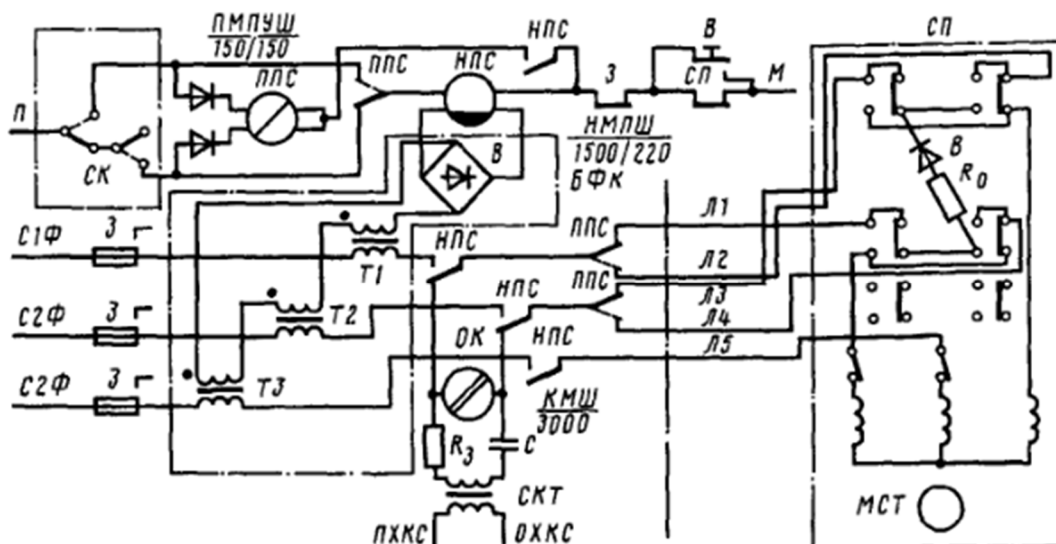 ПМПУШ
150/150
НПС
В
СП
ППС
ППС
НПС
З
СП
М
П
СК
В
НМПШ
1500/220
БФК
В
R0
С1Ф
З
Т1
НПС
ППС
Л1
Л2
С2Ф
З
Т2
НПС
ППС
Л3
Л4
ОК
НПС
Л5
С2Ф
З
Т3
КМШ
3000
R3
С
СКТ
ПХКС
ОХКС
МСТ